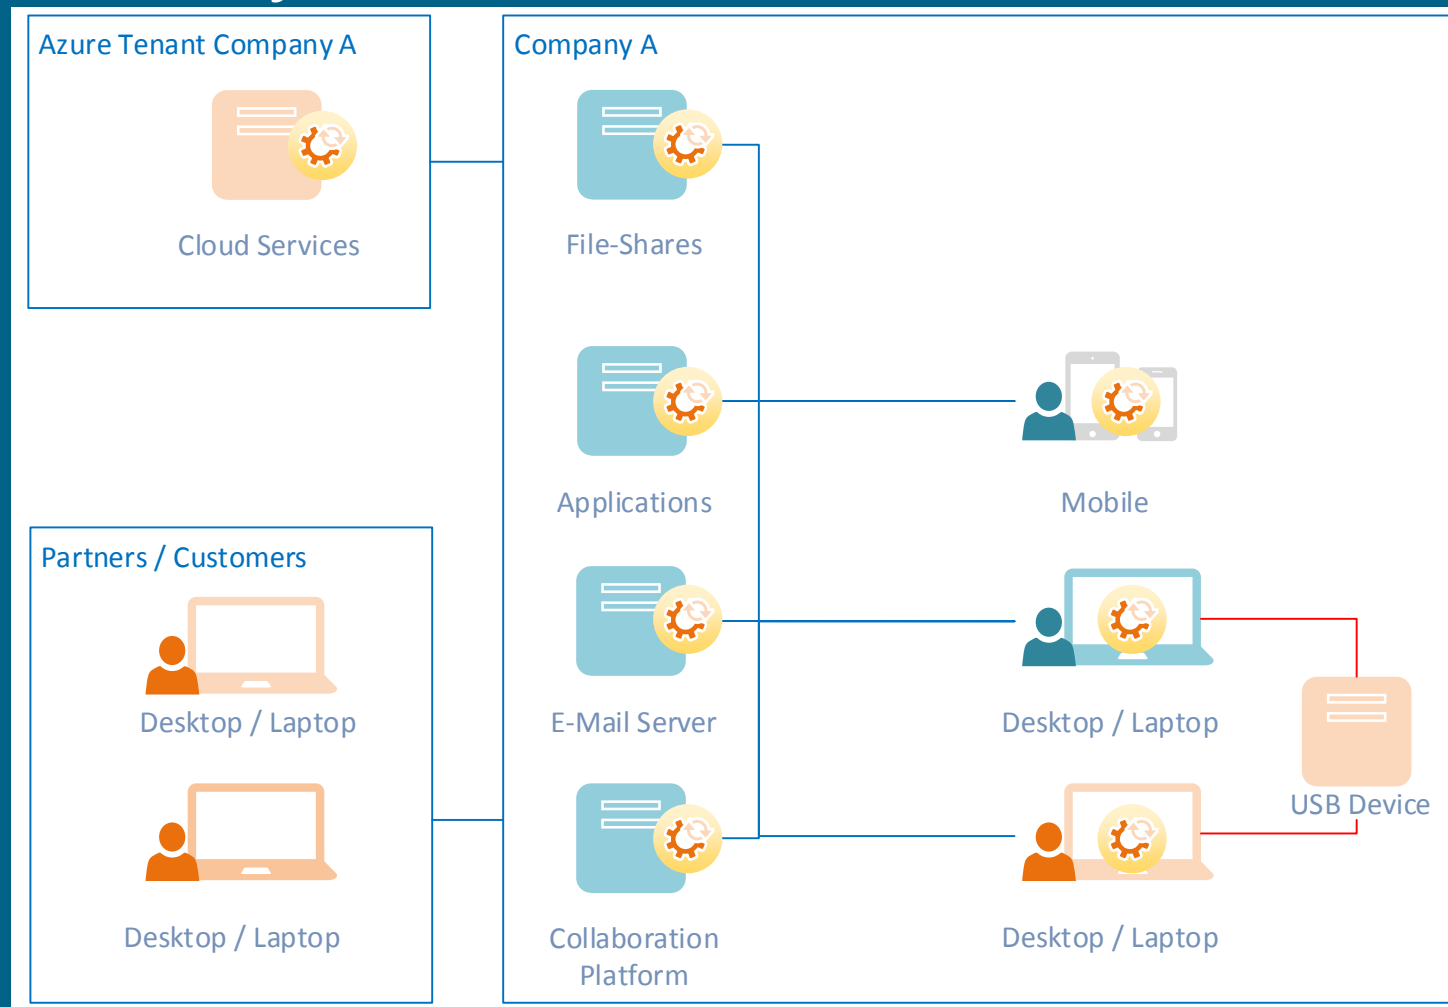 Azure Tenant Company A
Company A
Cloud Services
File-Shares
Applications
Mobile
Partners / Customers
Desktop / Laptop
E-Mail Server
Desktop / Laptop
USB Device
Desktop / Laptop
Collaboration
Platform
Desktop / Laptop